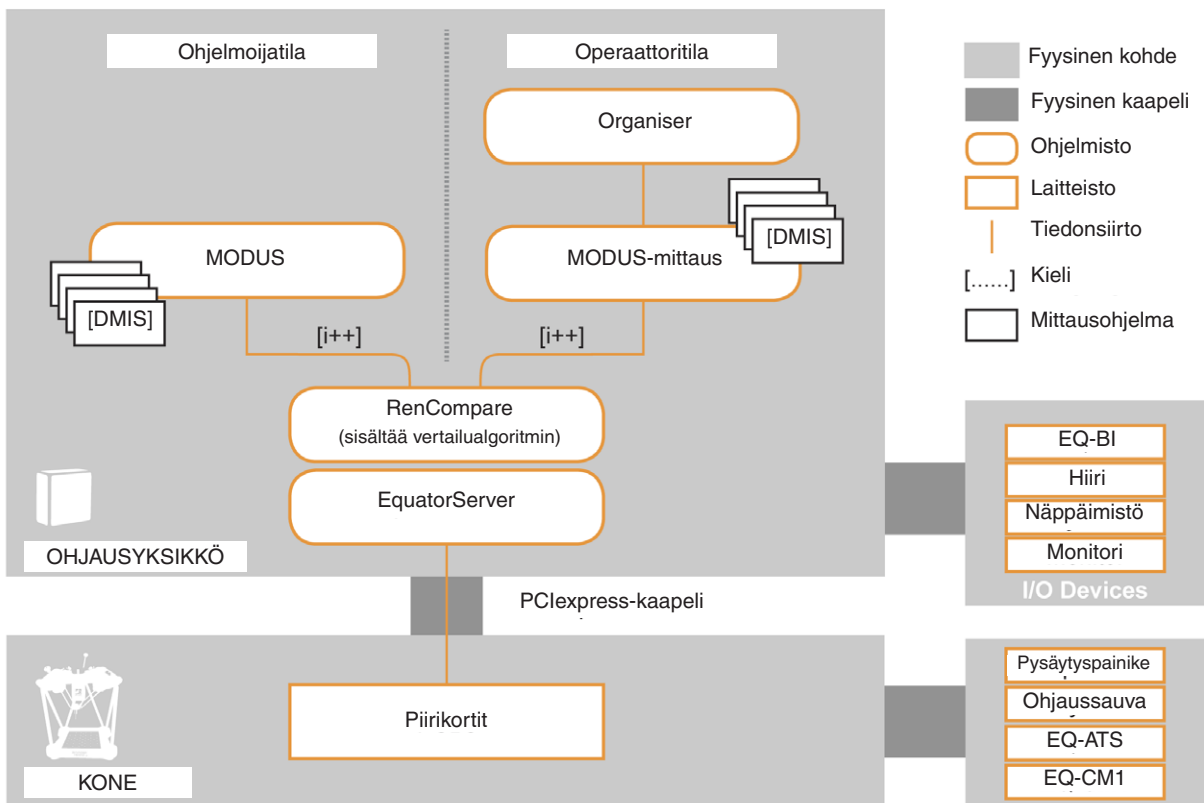 Ohjelmoijatila
Operaattoritila
Organiser
MODUS
[DMIS]
MODUS-mittaus
[DMIS]
[i++]
[i++]
RenCompare
(sisältää vertailualgoritmin)
EquatorServer
OHJAUSYKSIKKÖ
PCIexpress-kaapeli
Piirikortit
KONE
Fyysinen kohde
Fyysinen kaapeli
Ohjelmisto
Laitteisto
Tiedonsiirto
[......] Kieli
Mittausohjelma
EQ-BI
Hiiri
Näppäimistö
Monitori
I/O Devices
Pysäytyspainike
Ohjaussauva
EQ-ATS
EQ-CM1